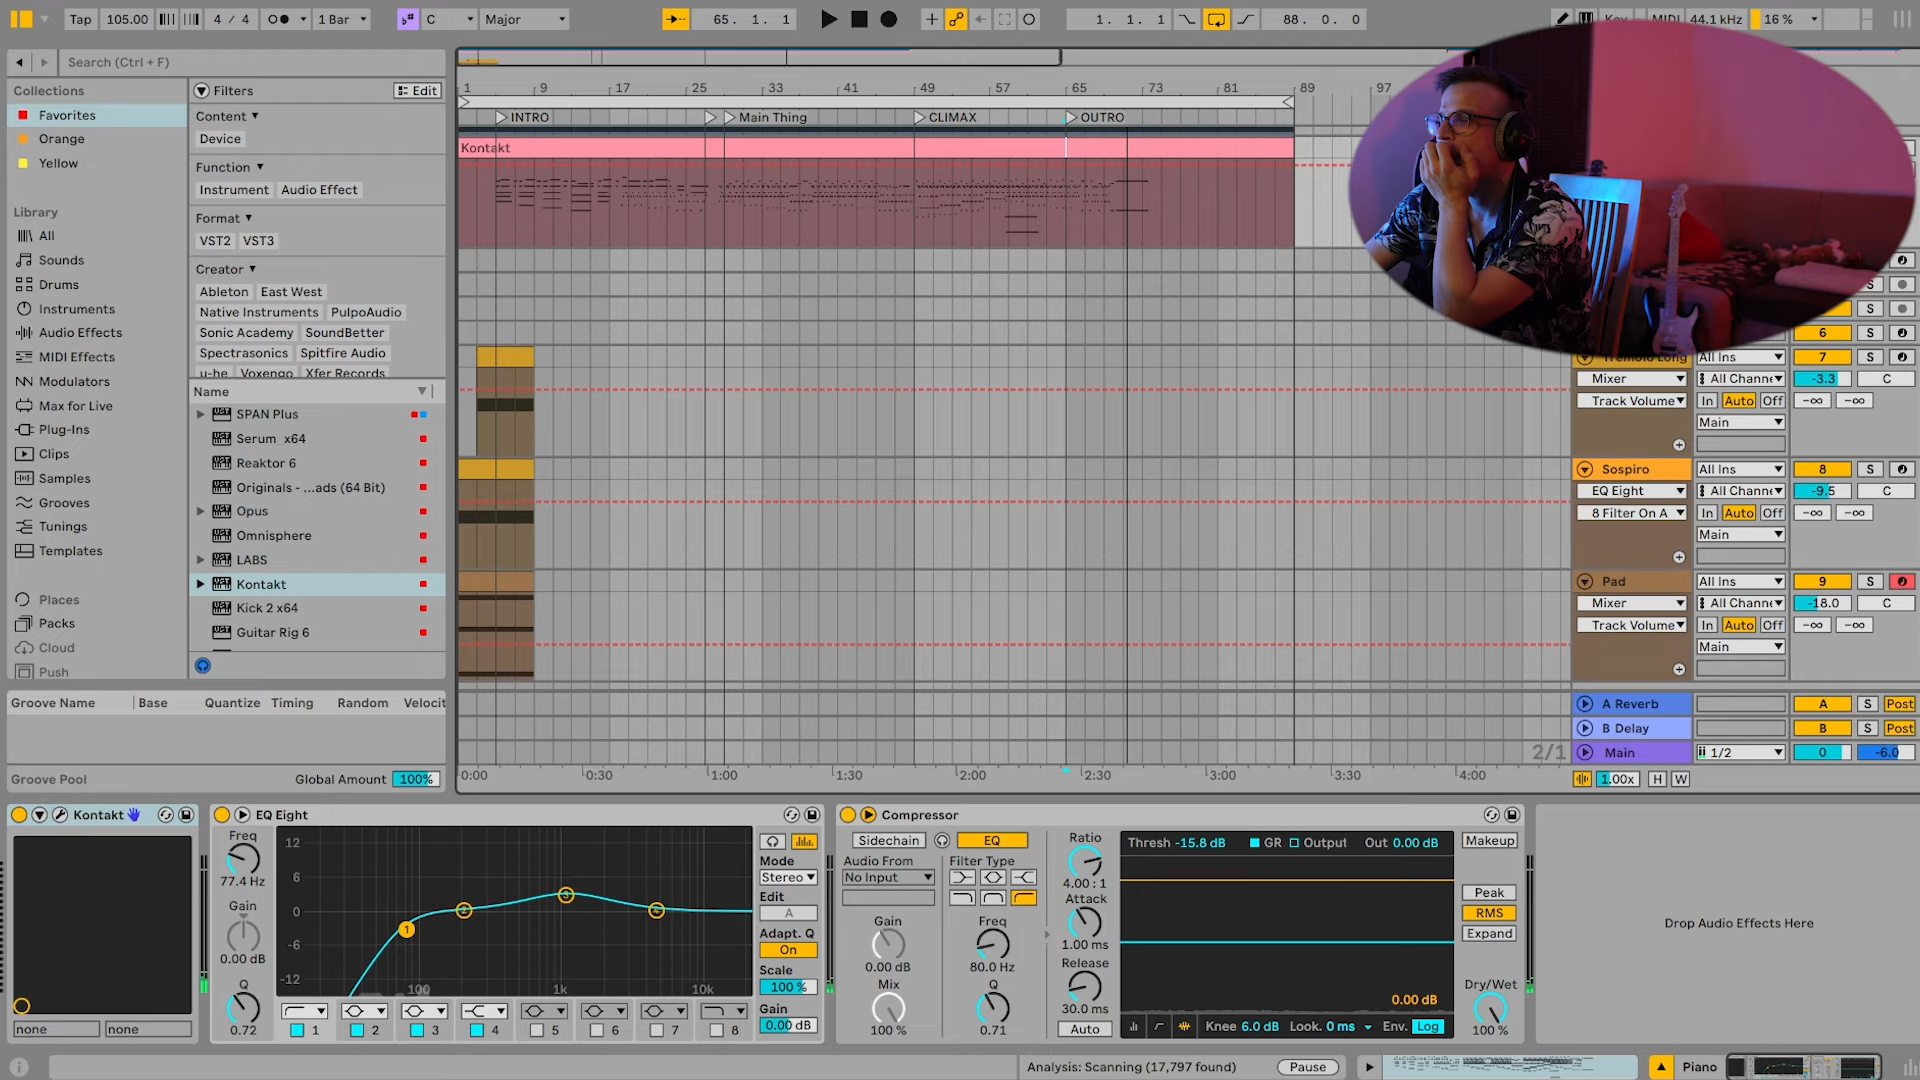 Tap 105.00 4 / 4 1 Bar C Major 65. 1. 1 1. 1. 1 88. 0. 0 MIDI 44.1 kHz 16 %
Search (Ctrl + F)
Collections
Favorites
Orange
Yellow
Library
All
Sounds
Drums
Instruments
Audio Effects
MIDI Effects
Modulators
Max for Live
Plug-Ins
Clips
Samples
Grooves
Tunings
Templates
Places
Packs
Cloud
Push
Filters Edit
Content
Device
Function
Instrument Audio Effect
Format
VST2 VST3
Creator
Ableton East West
Native Instruments PulpoAudio
Sonic Academy SoundBetter
Spectrasonics Spitfire Audio
u-he Voxengo Xfer Records
Name
SPAN Plus
Serum_x64
Reaktor 6
Originals - ...ads (64 Bit)
Opus
Omnisphere
LABS
Kontakt
Kick 2 x64
Guitar Rig 6
Groove Name Base Quantize Timing Random Velocit
Groove Pool Global Amount 100%
1 9 17 25 33 41 49 57 65 73 81 89 97
INTRO Main Thing CLIMAX OUTRO
Kontakt
S
S
6
Tremolo Long All Ins 7 S
Mixer All Channe -3.3 C
Track Volume In Auto Off -∞ -∞
Main
Sospiro All Ins 8 S
EQ Eight All Channe -9.5 C
8 Filter On A In Auto Off -∞ -∞
Main
Pad All Ins 9 S
Mixer All Channe -18.0 C
Track Volume In Auto Off -∞ -∞
Main
A Reverb A S Post
B Delay B S Post
2/1 Main 1/2 0 -6.0
0:00 0:30 1:00 1:30 2:00 2:30 3:00 3:30 4:00
1.00x H W
Kontakt
none none
EQ Eight
Freq
77.4 Hz
Gain
0.00 dB
Q
0.72
12
6
0
-6
-12
100 1k 10k
1 2 3 4
1 2 3 4 5 6 7 8
Mode
Stereo
Edit
A
Adapt. Q
On
Scale
100 %
Gain
0.00 dB
Compressor
Sidechain EQ
Audio From Filter Type
No Input
Gain Freq
0.00 dB 80.0 Hz
Mix Q
100 % 0.71
Ratio
4.00 : 1
Attack
1.00 ms
Release
30.0 ms
Auto
Thresh -15.8 dB GR Output Out 0.00 dB
0.00 dB
Knee 6.0 dB Look. 0 ms Env. Log
Makeup
Peak
RMS
Expand
Dry/Wet
100 %
Drop Audio Effects Here
Analysis: Scanning (17,797 found) Pause Piano